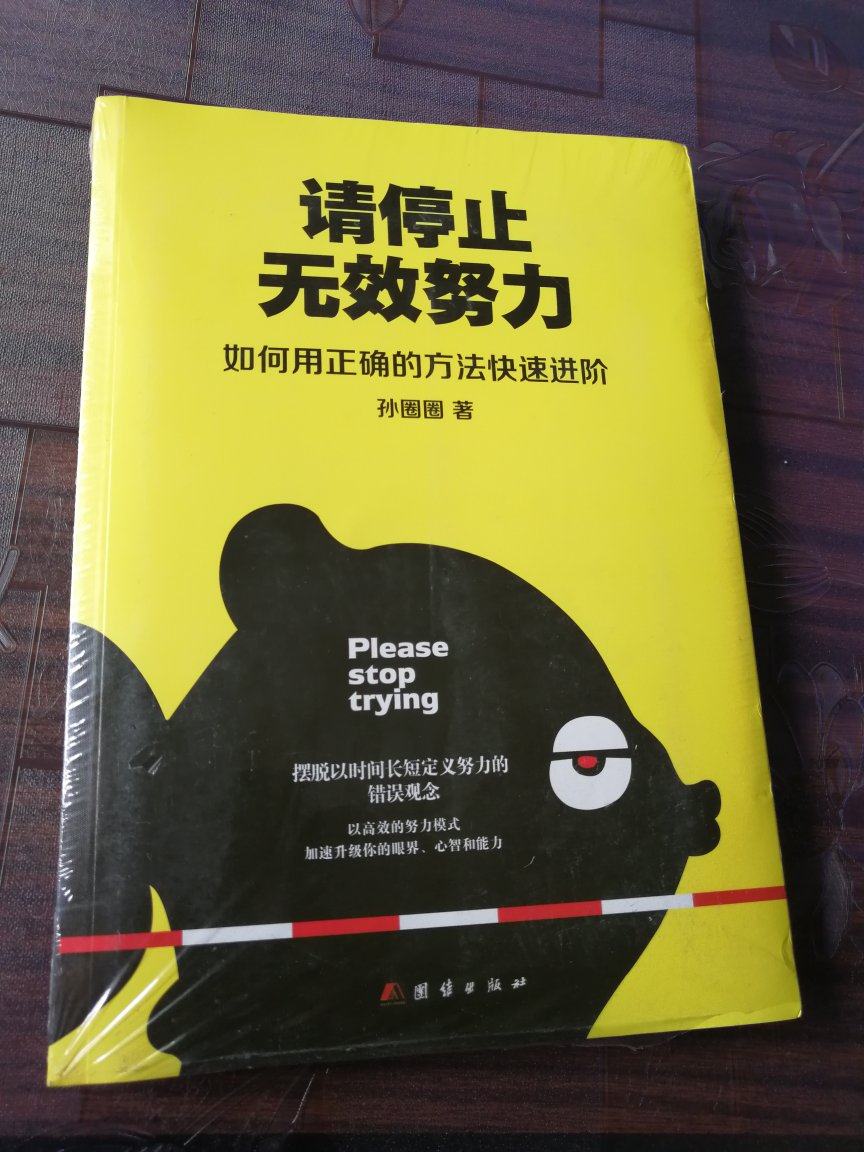 请停止
无效努力
如何用正确的方法快速进阶
孙圈圈 著
Please
stop
trying
摆脱以时间长短定义努力的
错误观念
以高效的努力模式
加速升级你的眼界、心智和能力
团结出版社